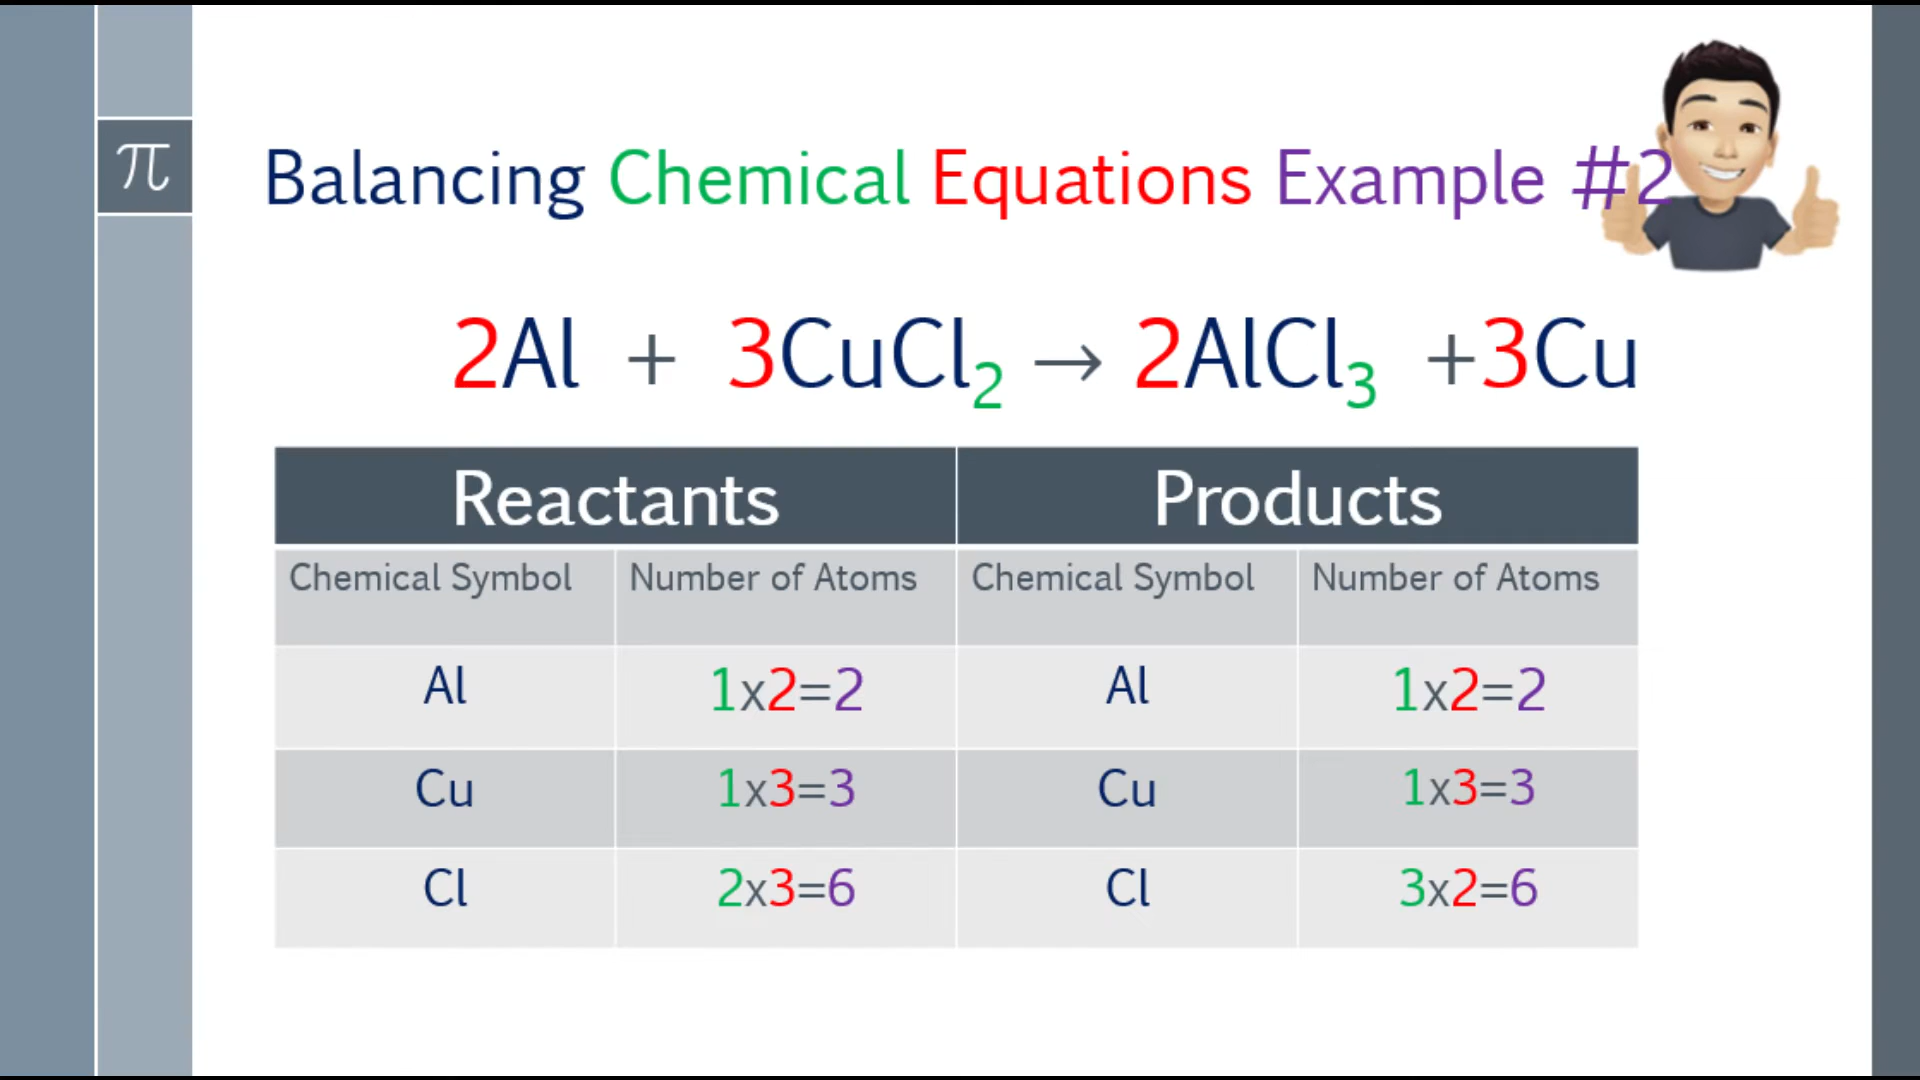 π
Balancing Chemical Equations Example #2
2Al + 3CuCl₂ → 2AlCl₃ +3Cu
Reactants Products
Chemical Symbol Number of Atoms Chemical Symbol Number of Atoms
Al 1x2=2 Al 1x2=2
Cu 1x3=3 Cu 1x3=3
Cl 2x3=6 Cl 3x2=6